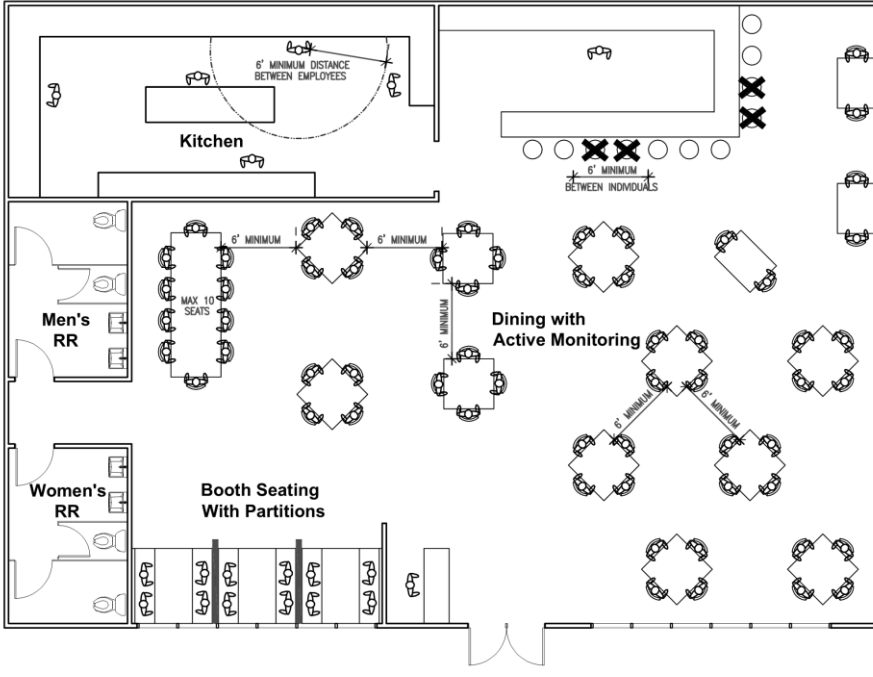 6' MINIMUM DISTANCE
BETWEEN EMPLOYEES
Kitchen
6' MINIMUM
BETWEEN INDIVIDUALS
6' MINIMUM
6' MINIMUM
MAX 10
SEATS
6' MINIMUM
Men's
RR
Dining with
Active Monitoring
6' MINIMUM
6' MINIMUM
Women's
RR
Booth Seating
With Partitions